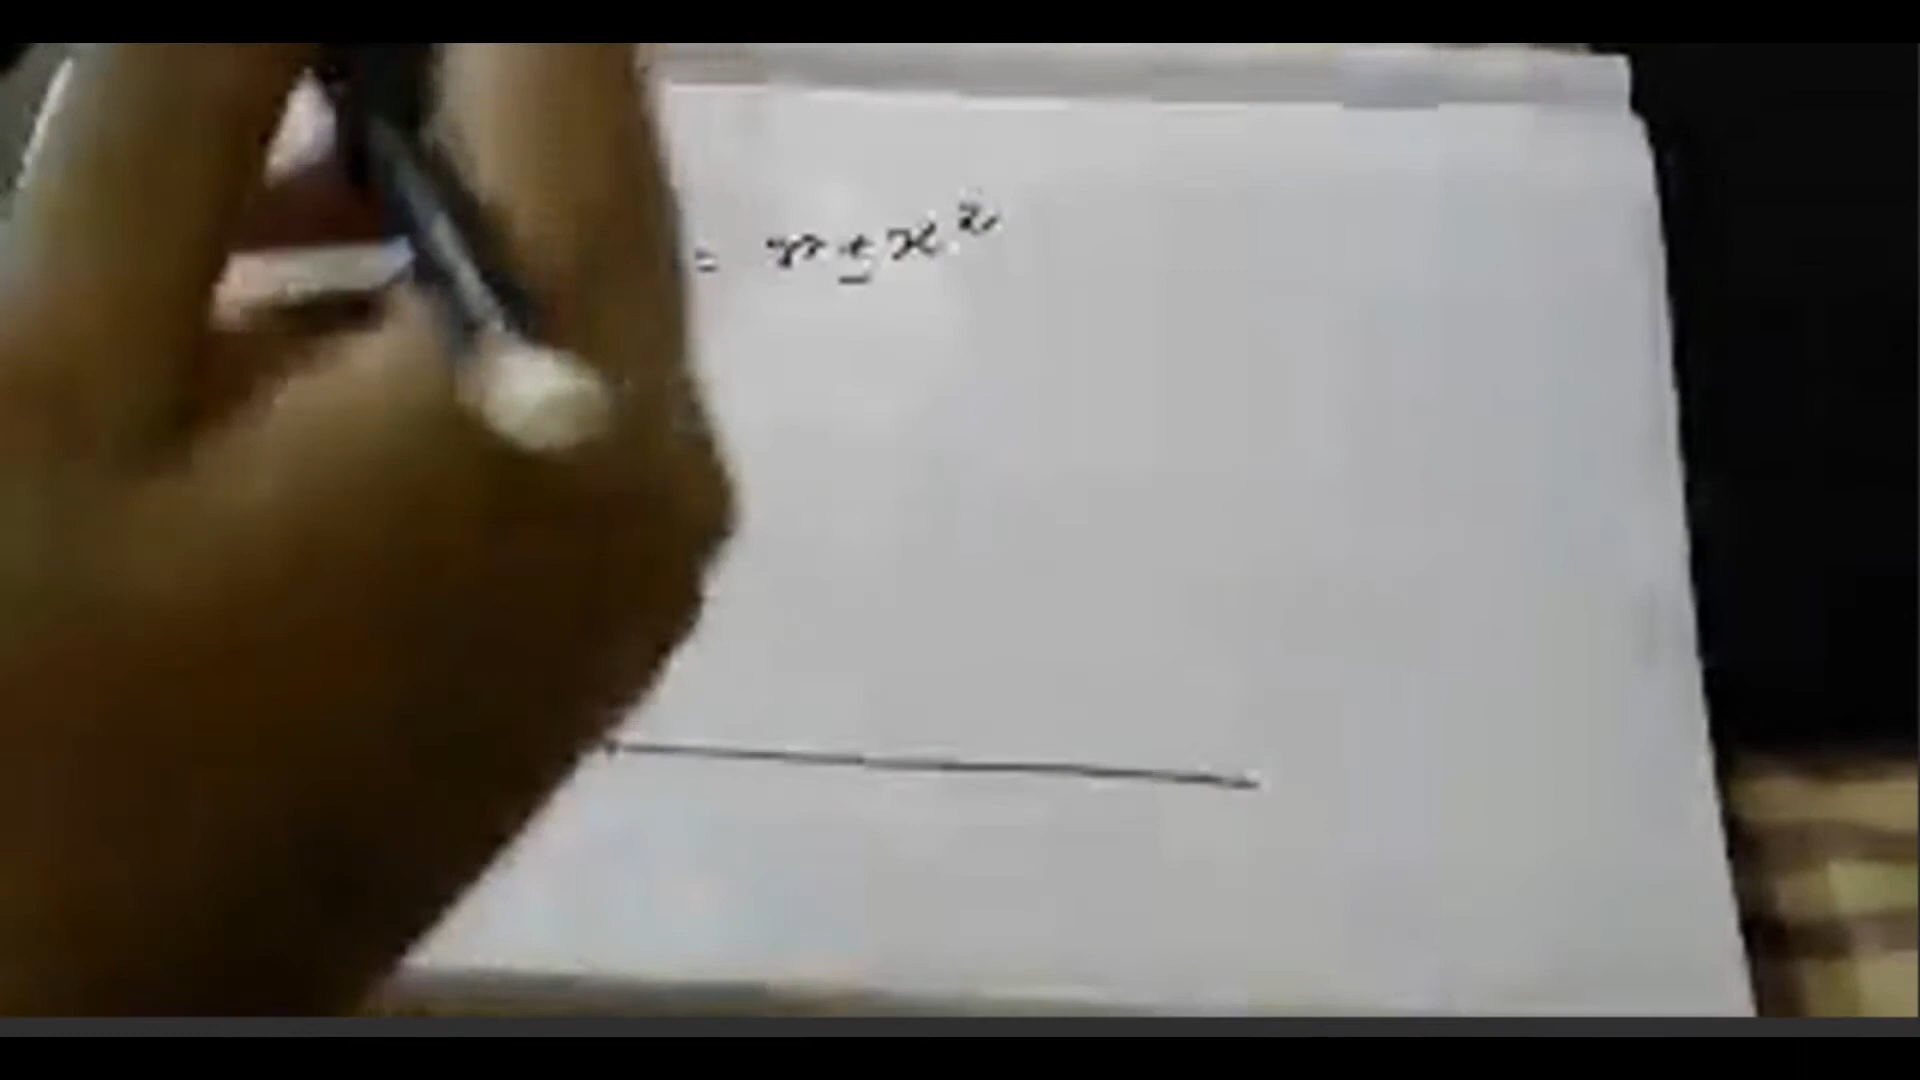 = x ± x²